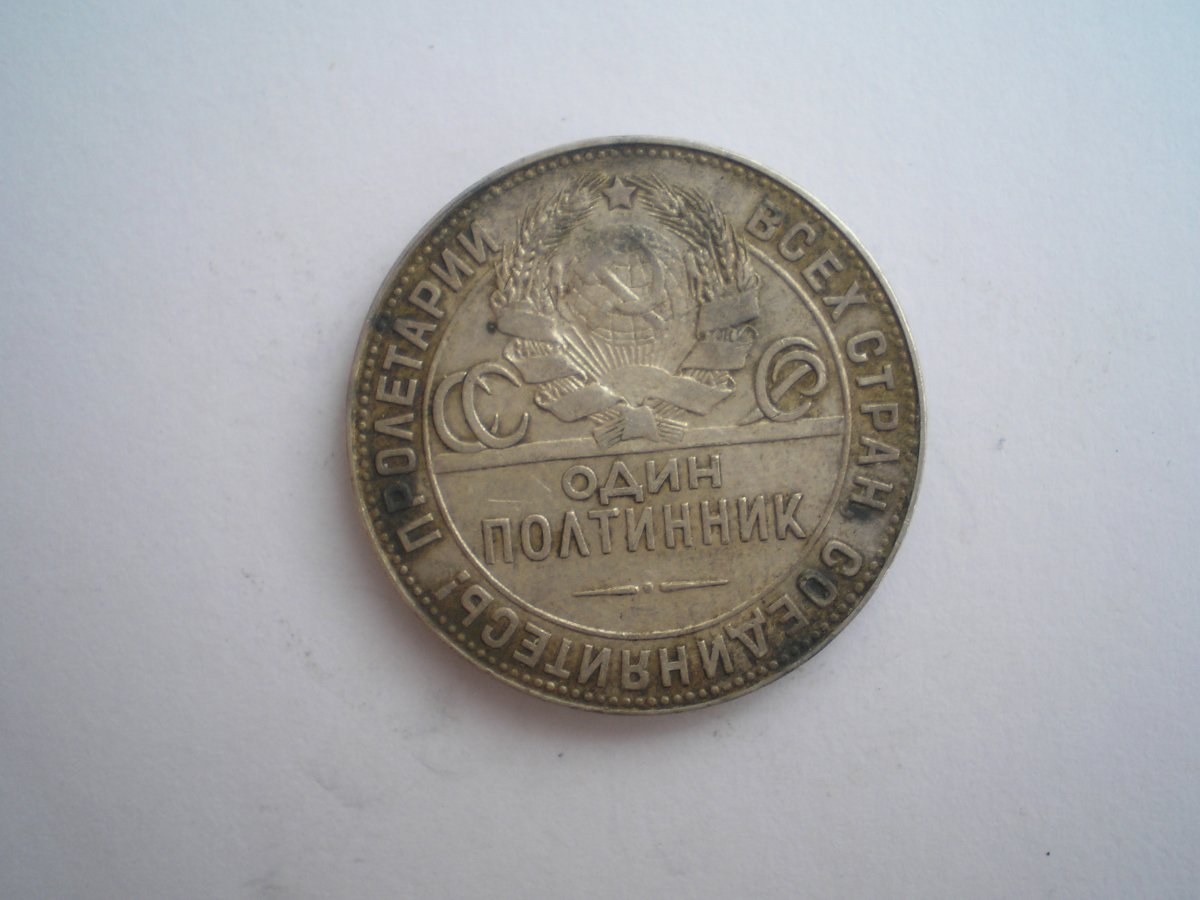 ПРОЛЕТАРИИ ВСЕХ СТРАН СОЕДИНЯЙТЕСЬ!
СС СР
ОДИН
ПОЛТИННИК